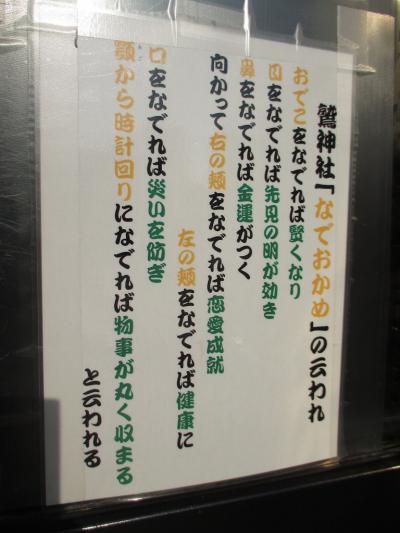 鷲神社「なでおかめ」の云われ
おでこをなでれば賢くなり
目をなでれば先見の明が効き
鼻をなでれば金運がつく
向かって右の頬をなでれば恋愛成就
左の頬をなでれば健康に
口をなでれば災いを防ぎ
顎から時計回りになでれば物事が丸く収まる
と云われる